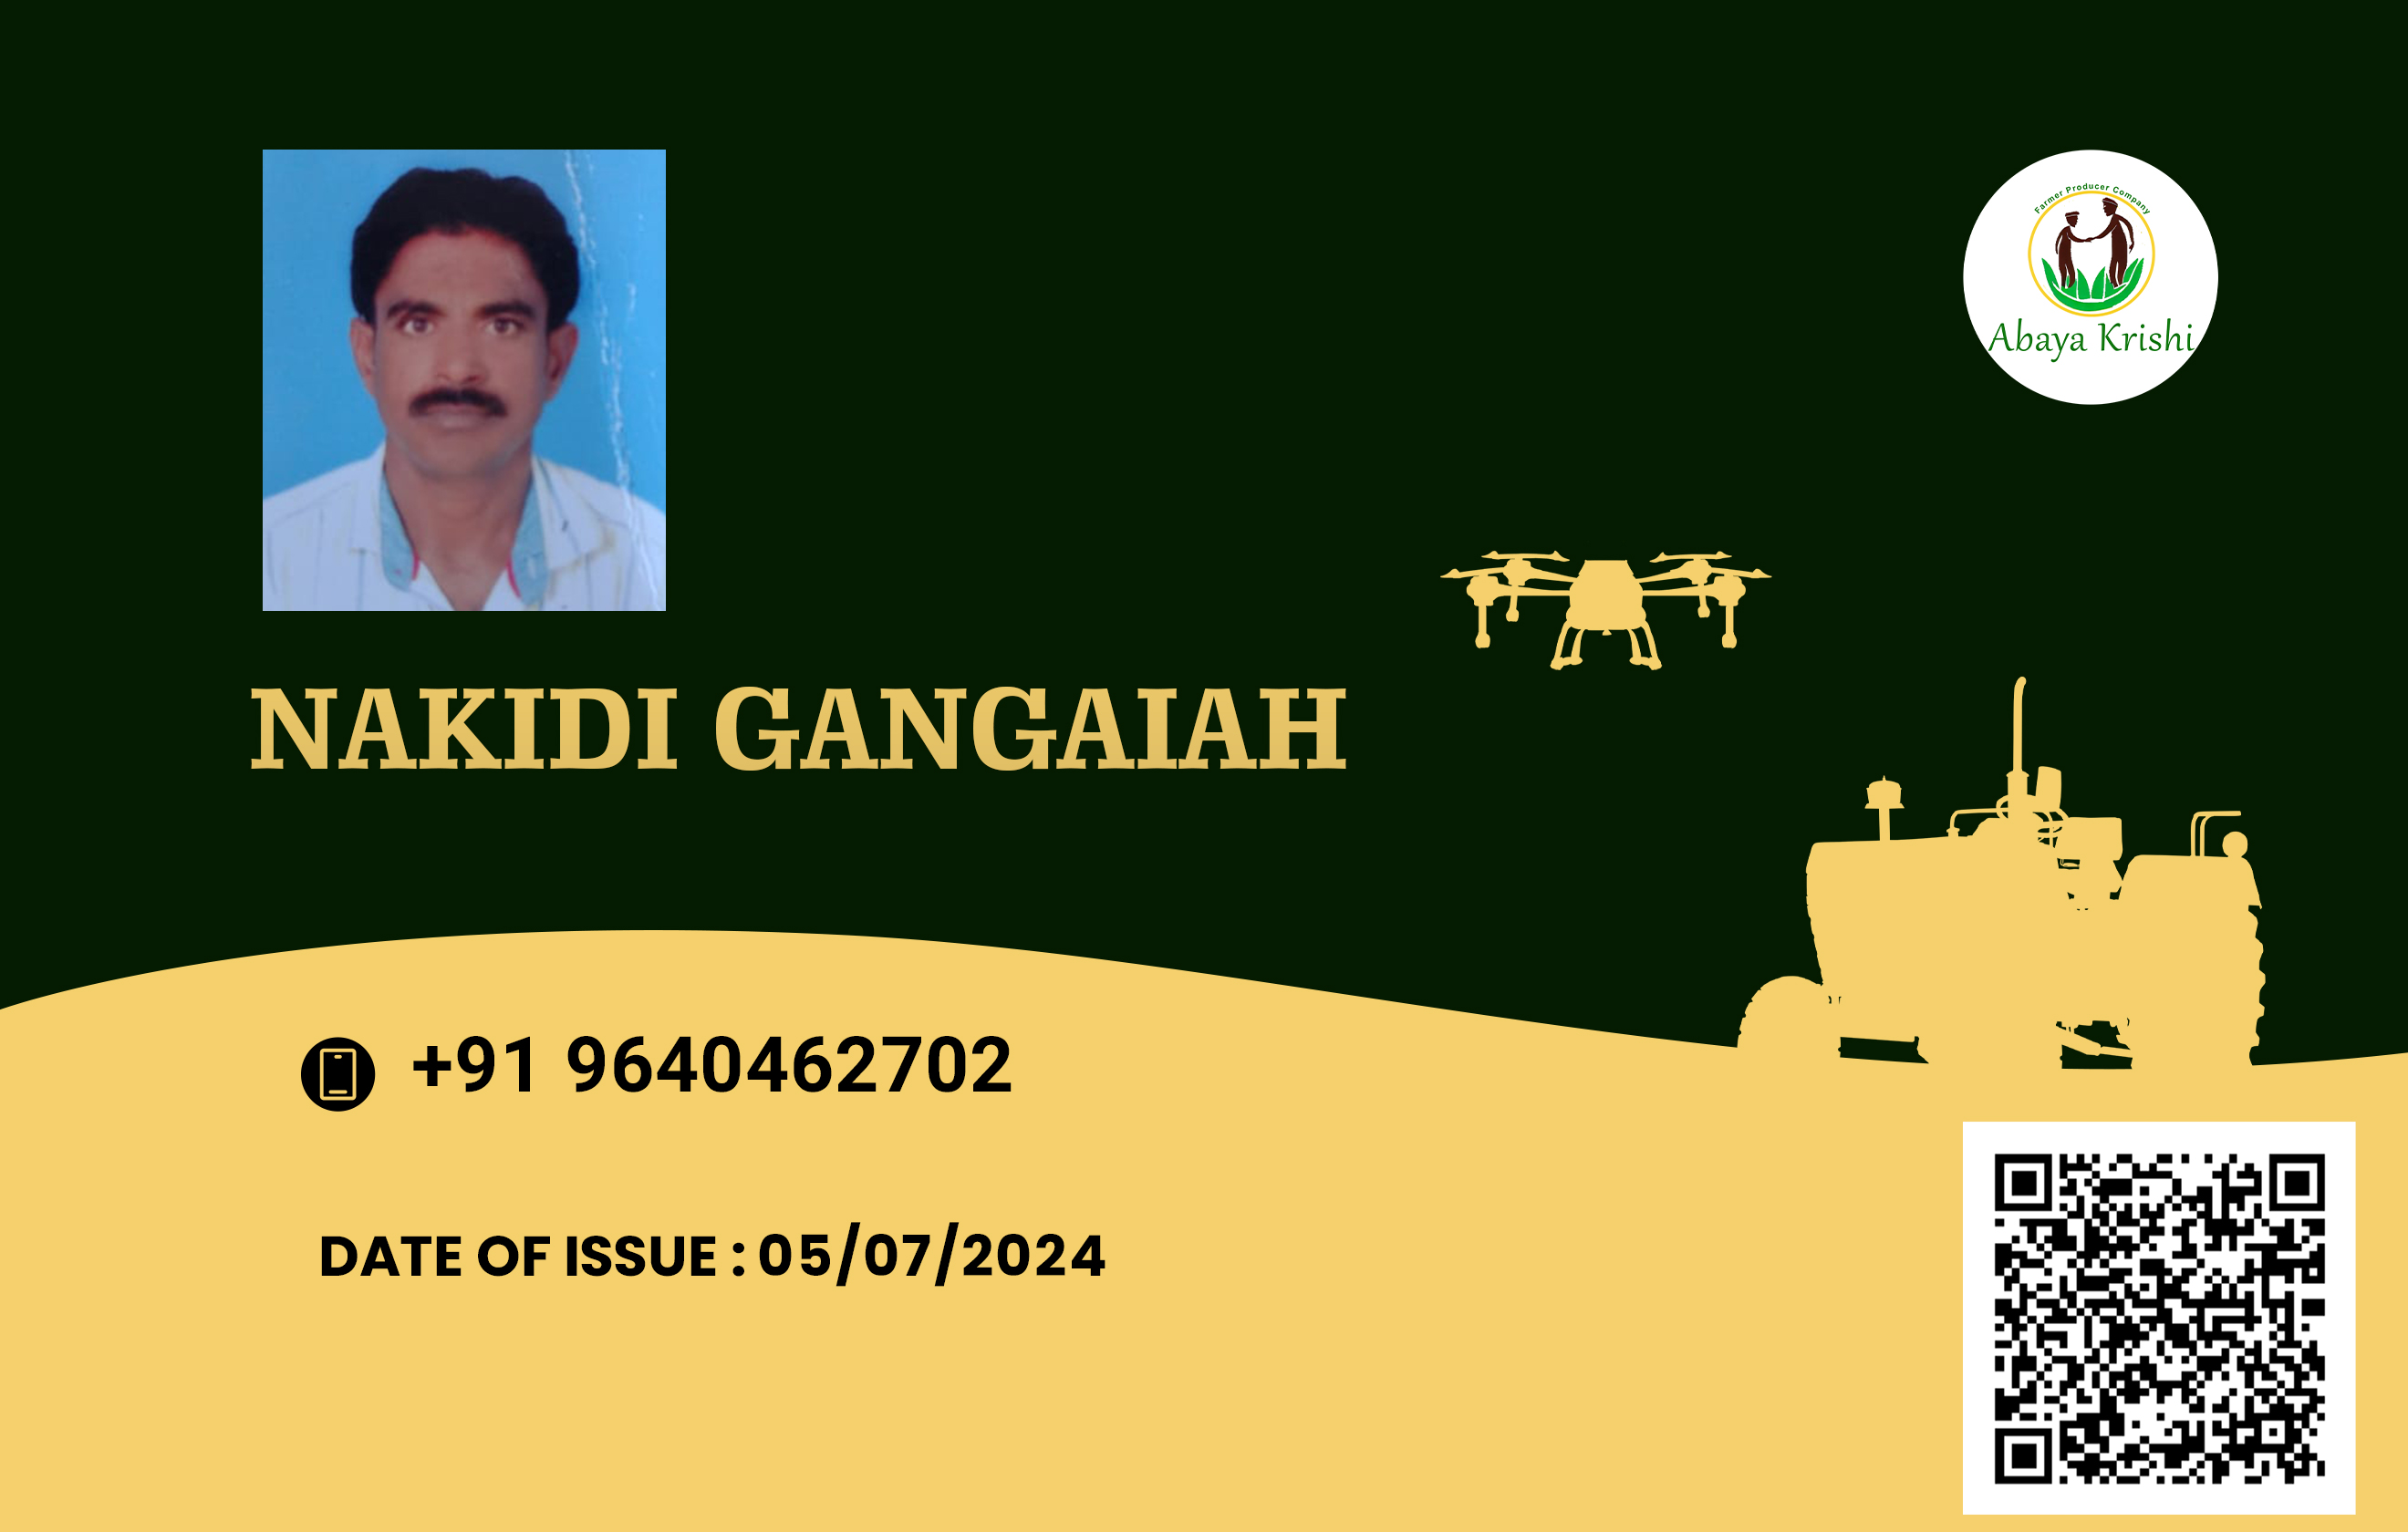 Farmer Producer Company
Abaya Krishi
NAKIDI GANGAIAH
+91 9640462702
DATE OF ISSUE : 05/07/2024